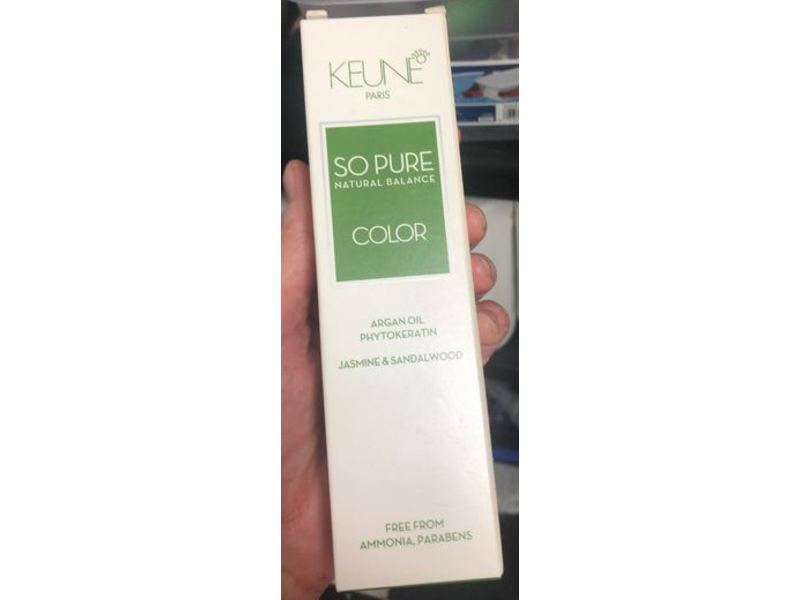 KEUNE
PARIS
SO PURE
NATURAL BALANCE
COLOR
ARGAN OIL
PHYTOKERATIN
JASMINE & SANDALWOOD
FREE FROM
AMMONIA, PARABENS